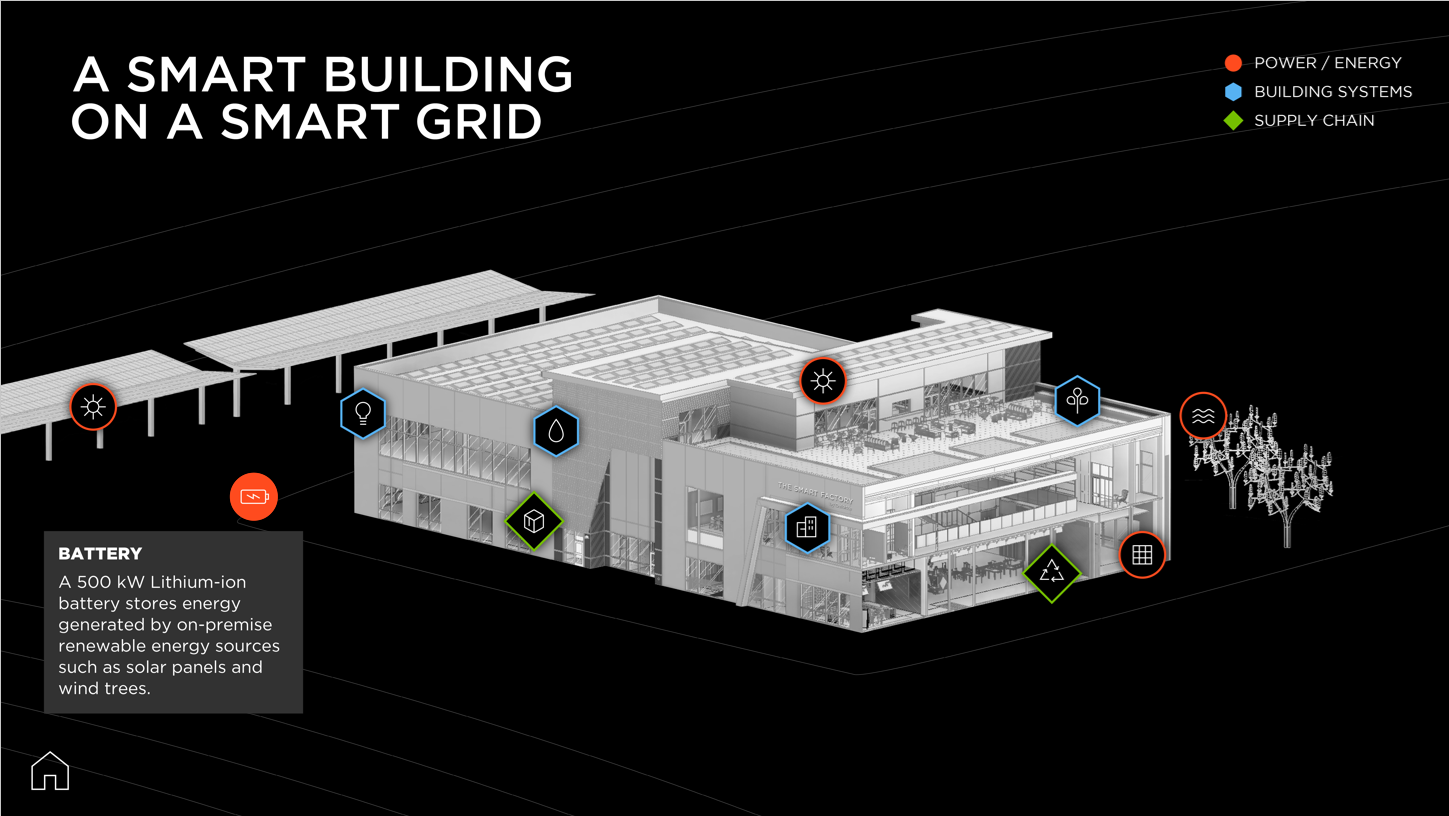 A SMART BUILDING
ON A SMART GRID
POWER / ENERGY
BUILDING SYSTEMS
SUPPLY CHAIN
THE SMART FACTORY
BATTERY
A 500 kW Lithium-ion
battery stores energy
generated by on-premise
renewable energy sources
such as solar panels and
wind trees.